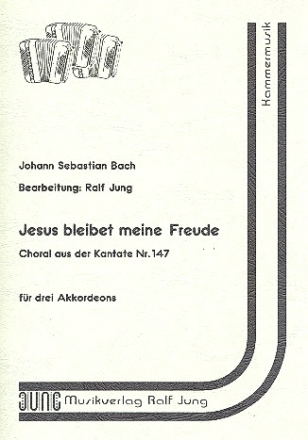 Kammermusik
Johann Sebastian Bach
Bearbeitung: Ralf Jung
Jesus bleibet meine Freude
Choral aus der Kantate Nr. 147
für drei Akkordeons
JUNG Musikverlag Ralf Jung